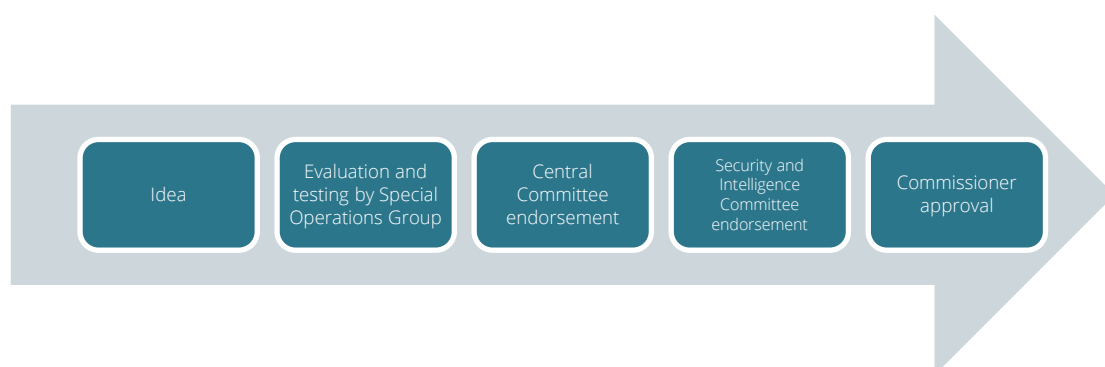 Idea
Evaluation and
testing by Special
Operations Group
Central
Committee
endorsement
Security and
Intelligence
Committee
endorsement
Commissioner
approval